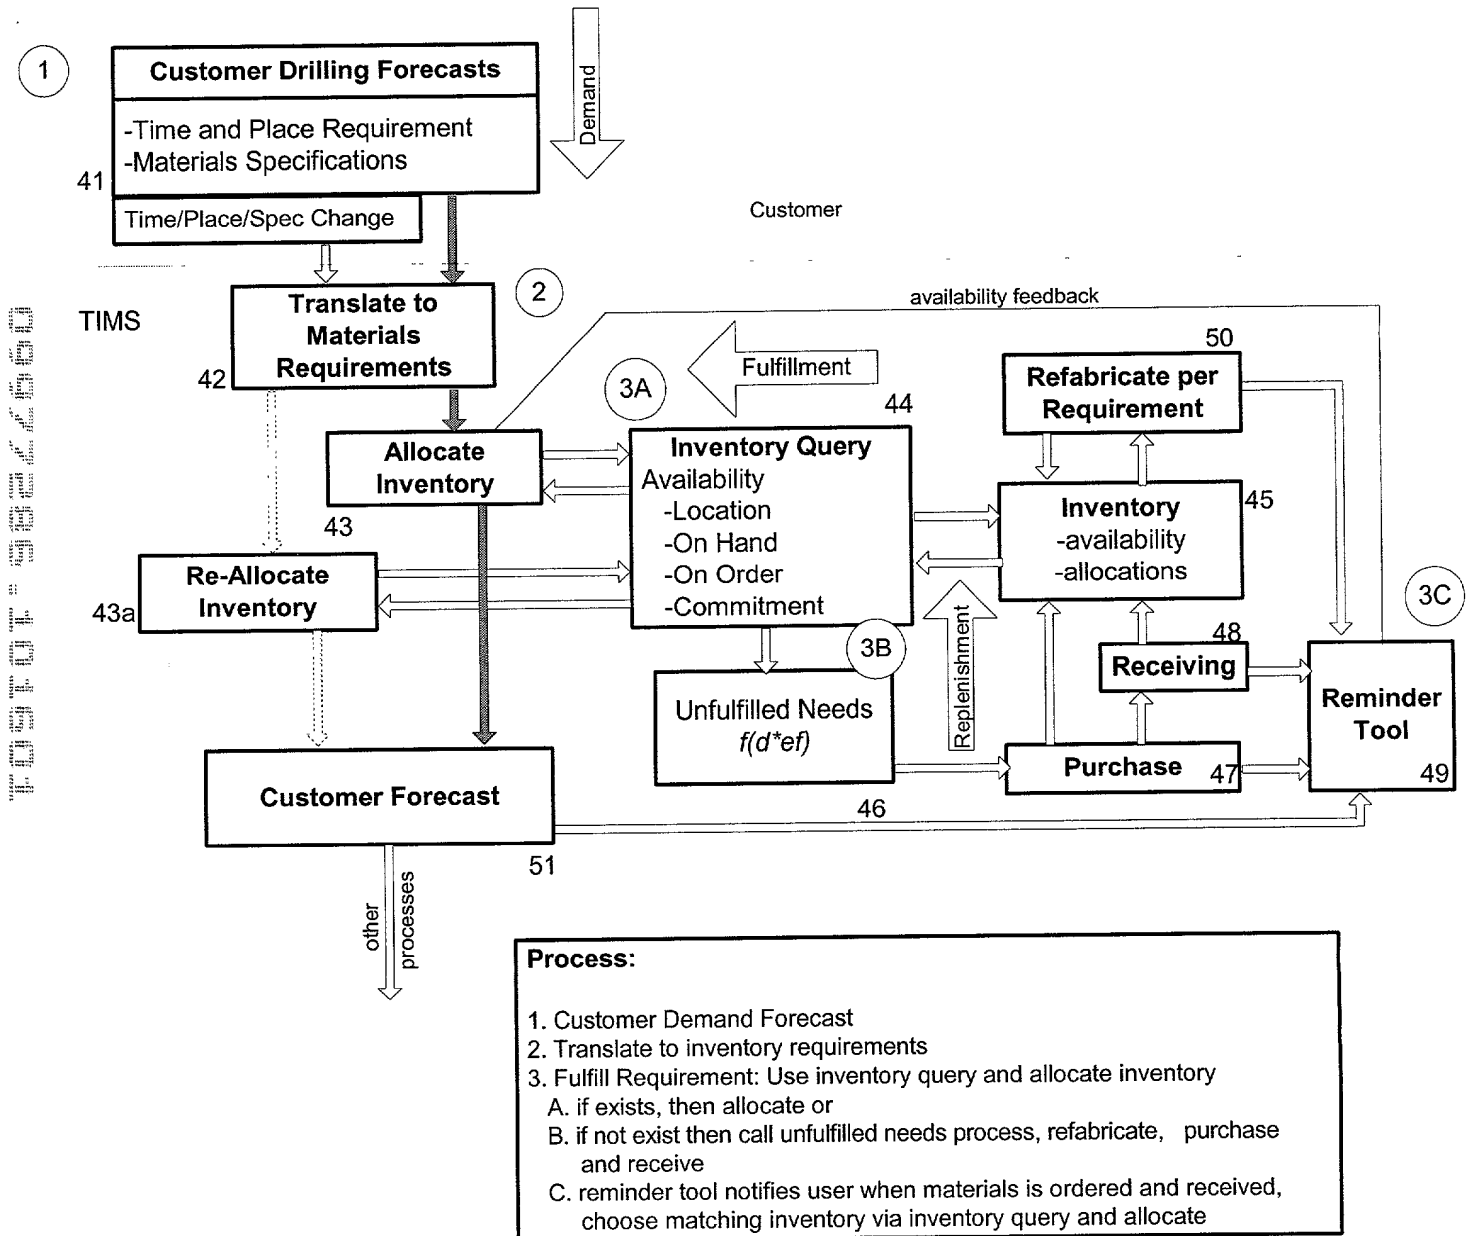 1
Customer Drilling Forecasts
-Time and Place Requirement
-Materials Specifications
41
Time/Place/Spec Change
Demand
Customer
TIMS
Translate to
Materials
Requirements
42
2
availability feedback
Fulfillment
3A
44
50
Refabricate per
Requirement
Allocate
Inventory
43
Inventory Query
Availability
-Location
-On Hand
-On Order
-Commitment
Inventory
-availability
-allocations
45
Re-Allocate
Inventory
43a
3B
Replenishment
48
Receiving
3C
Reminder
Tool
49
Unfulfilled Needs
f(d*ef)
Purchase
47
46
Customer Forecast
51
other
processes
Process:
1. Customer Demand Forecast
2. Translate to inventory requirements
3. Fulfill Requirement: Use inventory query and allocate inventory
A. if exists, then allocate or
B. if not exist then call unfulfilled needs process, refabricate, purchase
and receive
C. reminder tool notifies user when materials is ordered and received,
choose matching inventory via inventory query and allocate